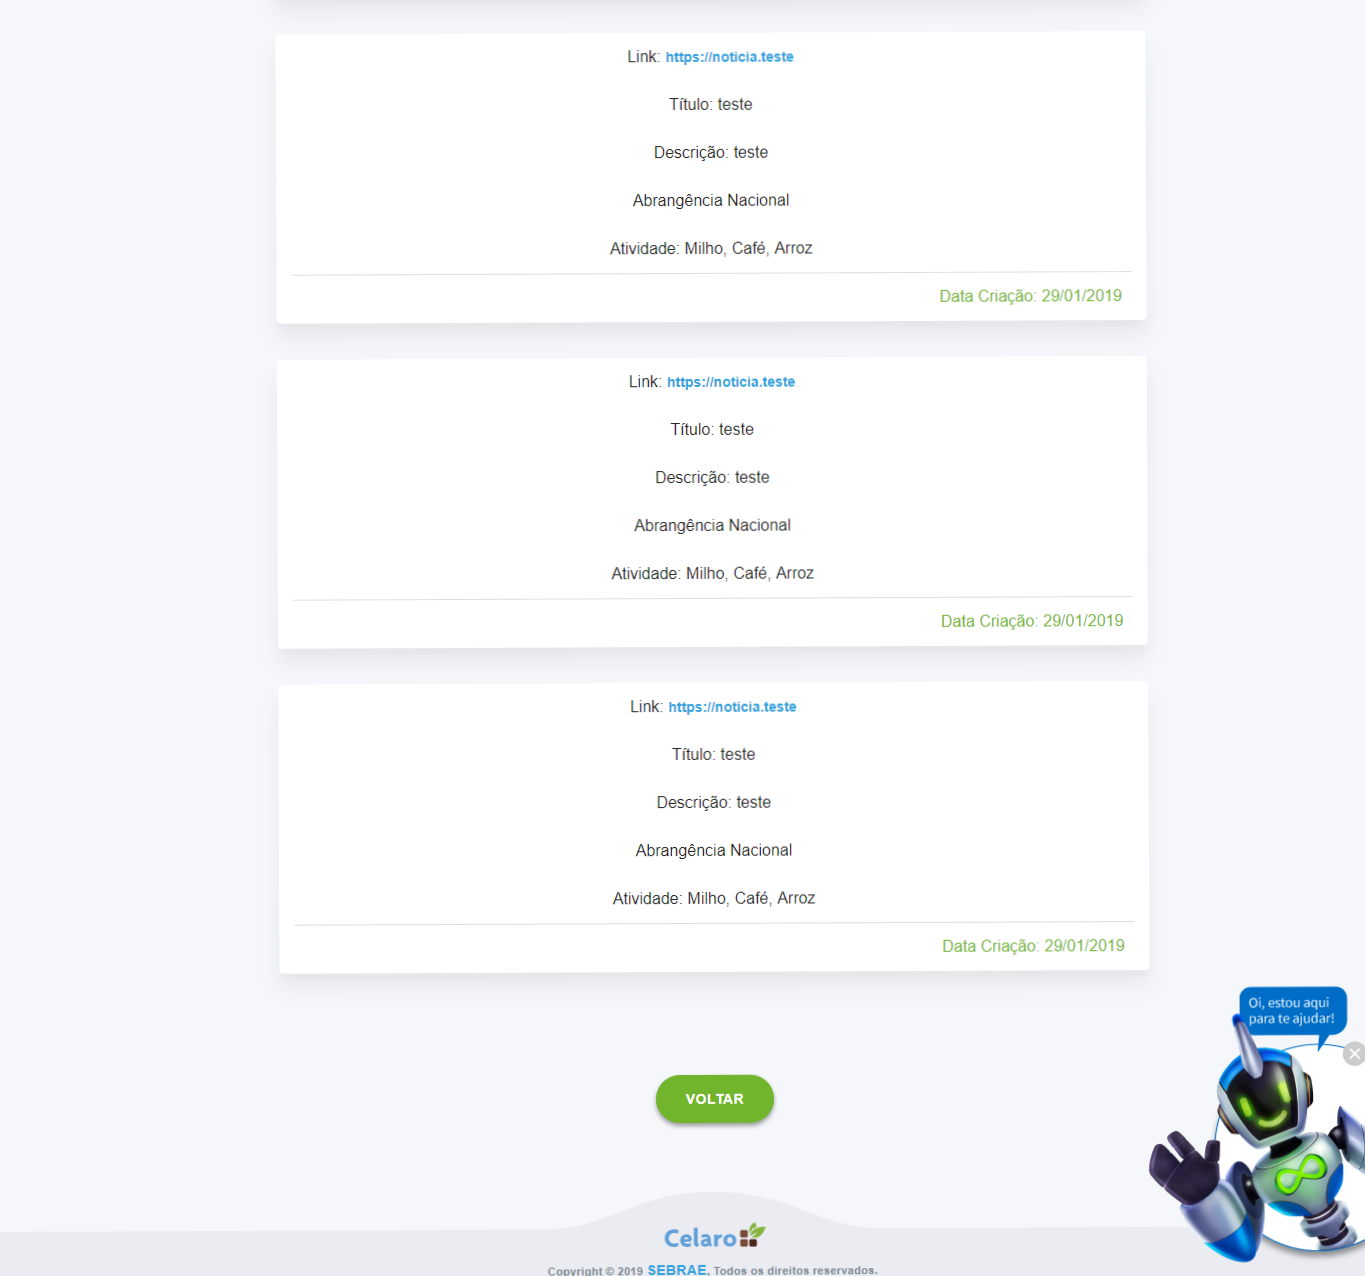 Link: https://noticia.teste
Título: teste
Descrição: teste
Abrangência Nacional
Atividade: Milho, Café, Arroz
Data Criação: 29/01/2019
Link: https://noticia.teste
Título: teste
Descrição: teste
Abrangência Nacional
Atividade: Milho, Café, Arroz
Data Criação: 29/01/2019
Link: https://noticia.teste
Título: teste
Descrição: teste
Abrangência Nacional
Atividade: Milho, Café, Arroz
Data Criação: 29/01/2019
Oi, estou aqui
para te ajudar!
VOLTAR
Celaro
Copyright © 2019 SEBRAE, Todos os direitos reservados.